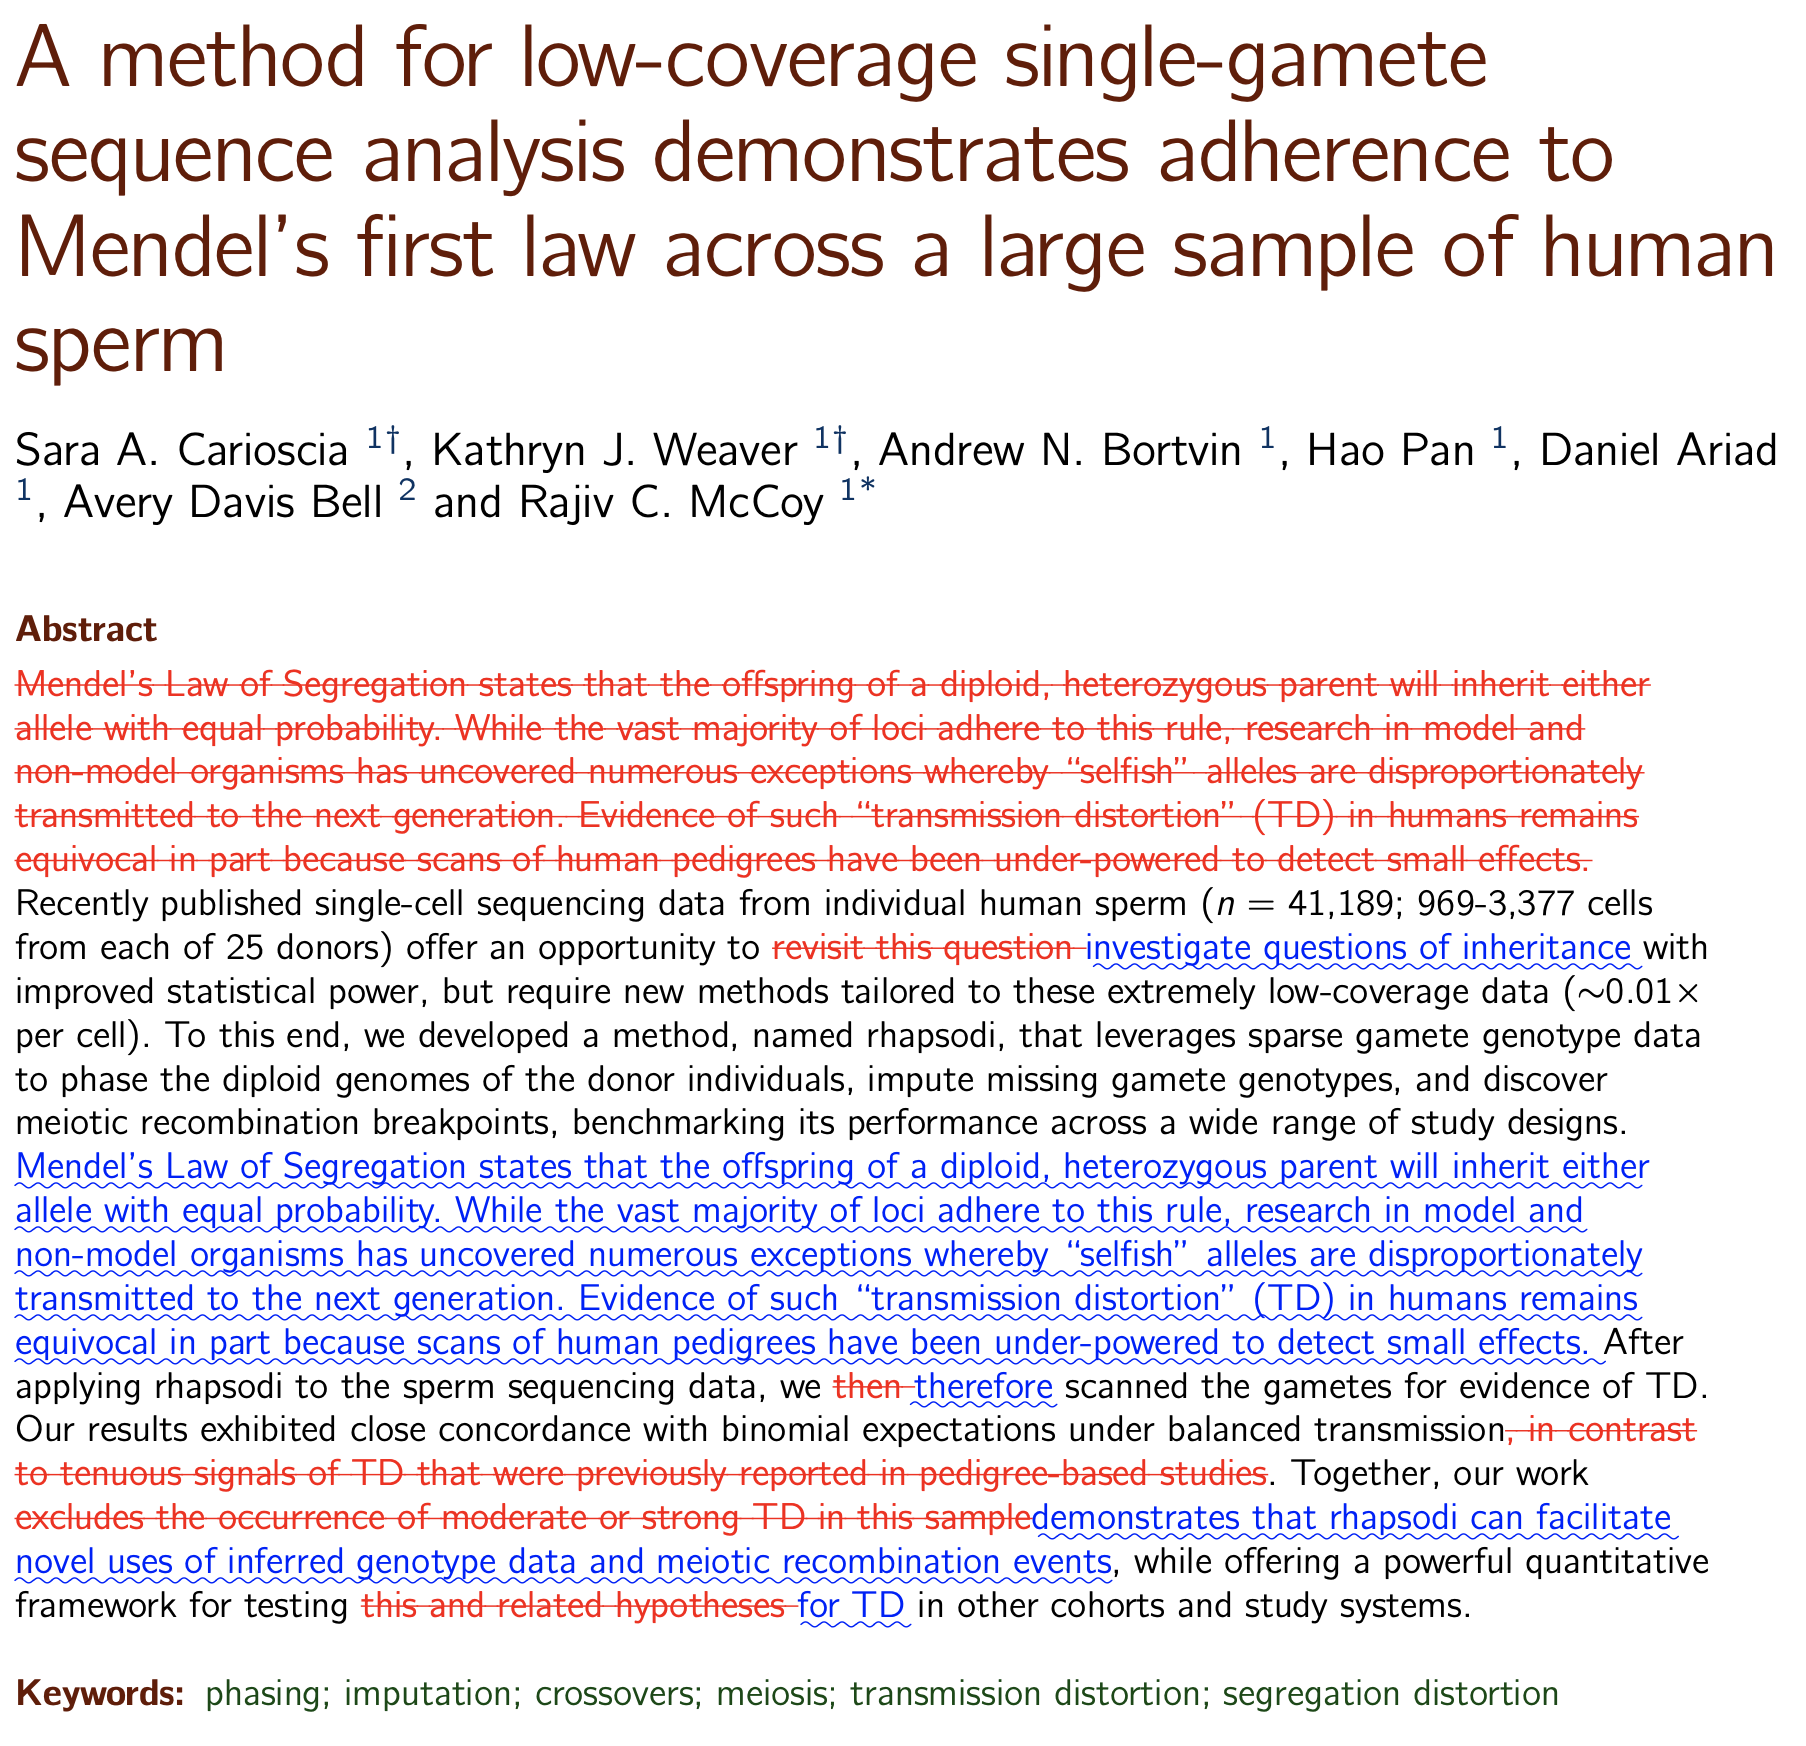 A method for low-coverage single-gamete
sequence analysis demonstrates adherence to
Mendel's first law across a large sample of human
sperm
Sara A. Carioscia 1†, Kathryn J. Weaver 1†, Andrew N. Bortvin 1, Hao Pan 1, Daniel Ariad
1, Avery Davis Bell 2 and Rajiv C. McCoy 1*
Abstract
Mendel's Law of Segregation states that the offspring of a diploid, heterozygous parent will inherit either
allele with equal probability. While the vast majority of loci adhere to this rule, research in model and
non-model organisms has uncovered numerous exceptions whereby “selfish” alleles are disproportionately
transmitted to the next generation. Evidence of such “transmission distortion” (TD) in humans remains
equivocal in part because scans of human pedigrees have been under-powered to detect small effects.
Recently published single-cell sequencing data from individual human sperm (n = 41,189; 969-3,377 cells
from each of 25 donors) offer an opportunity to revisit this question investigate questions of inheritance with
improved statistical power, but require new methods tailored to these extremely low-coverage data (∼0.01×
per cell). To this end, we developed a method, named rhapsodi, that leverages sparse gamete genotype data
to phase the diploid genomes of the donor individuals, impute missing gamete genotypes, and discover
meiotic recombination breakpoints, benchmarking its performance across a wide range of study designs.
Mendel's Law of Segregation states that the offspring of a diploid, heterozygous parent will inherit either
allele with equal probability. While the vast majority of loci adhere to this rule, research in model and
non-model organisms has uncovered numerous exceptions whereby “selfish” alleles are disproportionately
transmitted to the next generation. Evidence of such “transmission distortion” (TD) in humans remains
equivocal in part because scans of human pedigrees have been under-powered to detect small effects. After
applying rhapsodi to the sperm sequencing data, we then therefore scanned the gametes for evidence of TD.
Our results exhibited close concordance with binomial expectations under balanced transmission, in contrast
to tenuous signals of TD that were previously reported in pedigree-based studies. Together, our work
excludes the occurrence of moderate or strong TD in this sampledemonstrates that rhapsodi can facilitate
novel uses of inferred genotype data and meiotic recombination events, while offering a powerful quantitative
framework for testing this and related hypotheses for TD in other cohorts and study systems.
Keywords: phasing; imputation; crossovers; meiosis; transmission distortion; segregation distortion